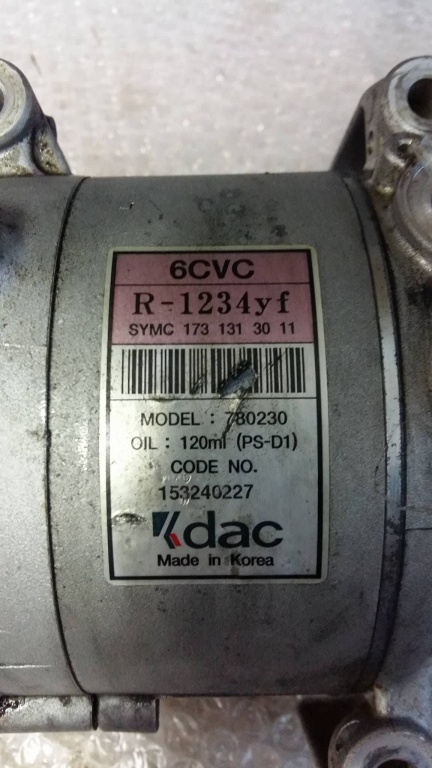 6CVC
R-1234yf
SYMC 173 131 30 11
MODEL : 780230
OIL : 120ml (PS-D1)
CODE NO.
153240227
Kdac
Made in Korea